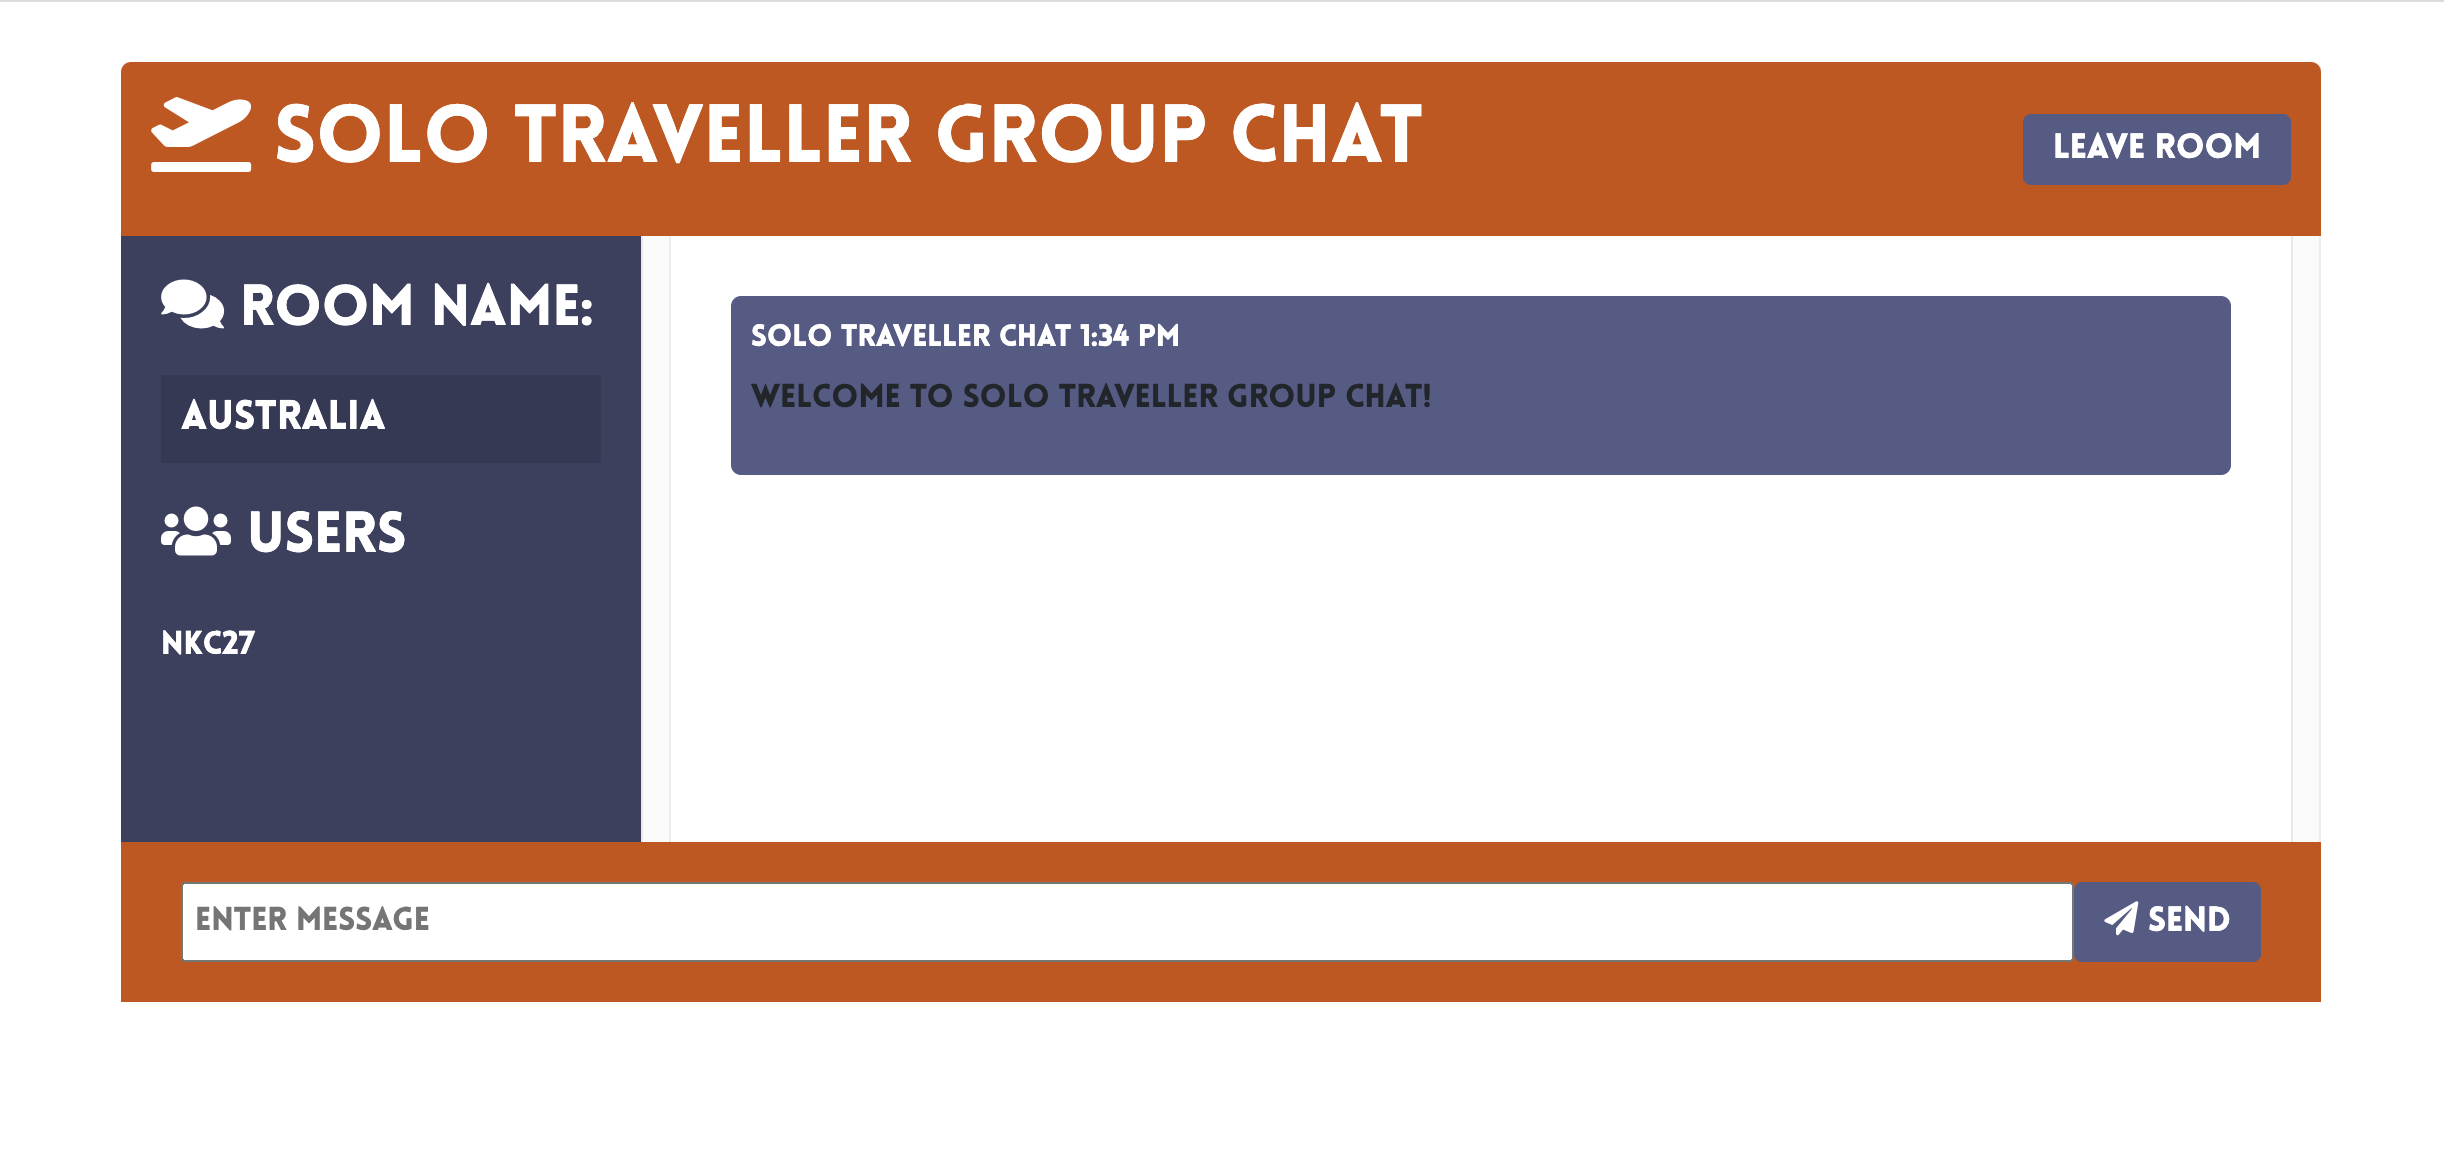 SOLO TRAVELLER GROUP CHAT
LEAVE ROOM
ROOM NAME:
AUSTRALIA
USERS
NKC27
SOLO TRAVELLER CHAT 1:34 PM
WELCOME TO SOLO TRAVELLER GROUP CHAT!
ENTER MESSAGE
SEND